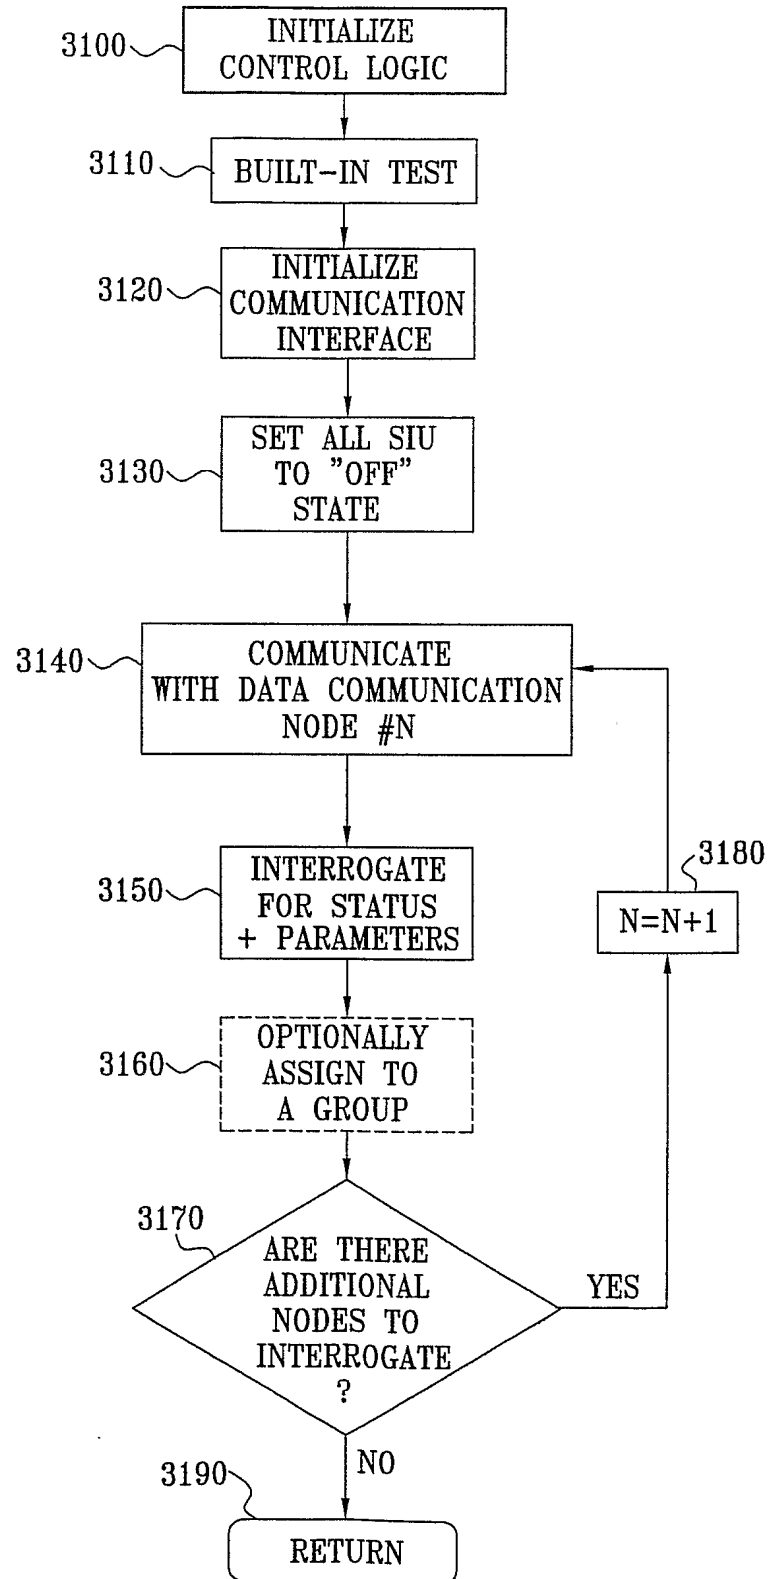 3100
INITIALIZE
CONTROL LOGIC
3110
BUILT-IN TEST
3120
INITIALIZE
COMMUNICATION
INTERFACE
3130
SET ALL SIU
TO "OFF"
STATE
3140
COMMUNICATE
WITH DATA COMMUNICATION
NODE #N
3150
INTERROGATE
FOR STATUS
+ PARAMETERS
3180
N=N+1
3160
OPTIONALLY
ASSIGN TO
A GROUP
3170
ARE THERE
ADDITIONAL
NODES TO
INTERROGATE
?
YES
NO
3190
RETURN